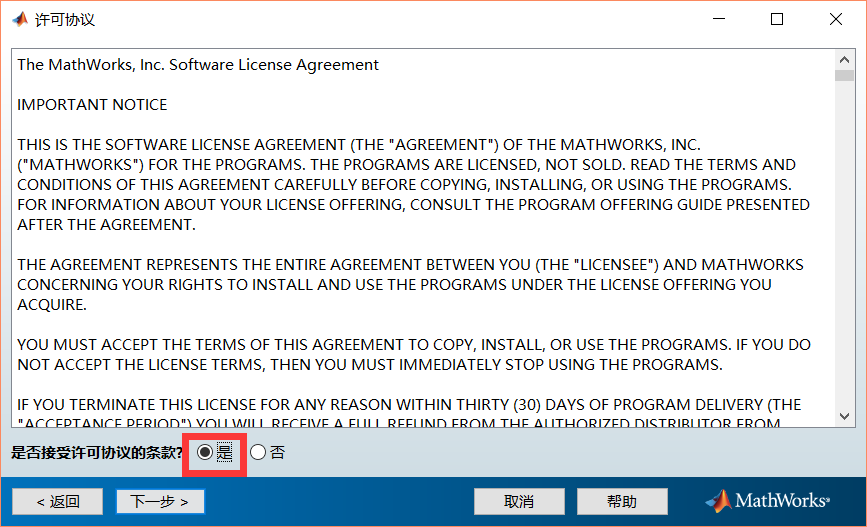 许可协议
The MathWorks, Inc. Software License Agreement
IMPORTANT NOTICE
THIS IS THE SOFTWARE LICENSE AGREEMENT (THE "AGREEMENT") OF THE MATHWORKS, INC.
("MATHWORKS") FOR THE PROGRAMS. THE PROGRAMS ARE LICENSED, NOT SOLD. READ THE TERMS AND
CONDITIONS OF THIS AGREEMENT CAREFULLY BEFORE COPYING, INSTALLING, OR USING THE PROGRAMS.
FOR INFORMATION ABOUT YOUR LICENSE OFFERING, CONSULT THE PROGRAM OFFERING GUIDE PRESENTED
AFTER THE AGREEMENT.
THE AGREEMENT REPRESENTS THE ENTIRE AGREEMENT BETWEEN YOU (THE "LICENSEE") AND MATHWORKS
CONCERNING YOUR RIGHTS TO INSTALL AND USE THE PROGRAMS UNDER THE LICENSE OFFERING YOU
ACQUIRE.
YOU MUST ACCEPT THE TERMS OF THIS AGREEMENT TO COPY, INSTALL, OR USE THE PROGRAMS. IF YOU DO
NOT ACCEPT THE LICENSE TERMS, THEN YOU MUST IMMEDIATELY STOP USING THE PROGRAMS.
IF YOU TERMINATE THIS LICENSE FOR ANY REASON WITHIN THIRTY (30) DAYS OF PROGRAM DELIVERY (THE
"ACCEPTANCE PERIOD") YOU WILL RECEIVE A FULL REFUND FROM THE AUTHORIZED DISTRIBUTOR FROM
是否接受许可协议的条款? 是 否
< 返回 下一步 > 取消 帮助 MathWorks®